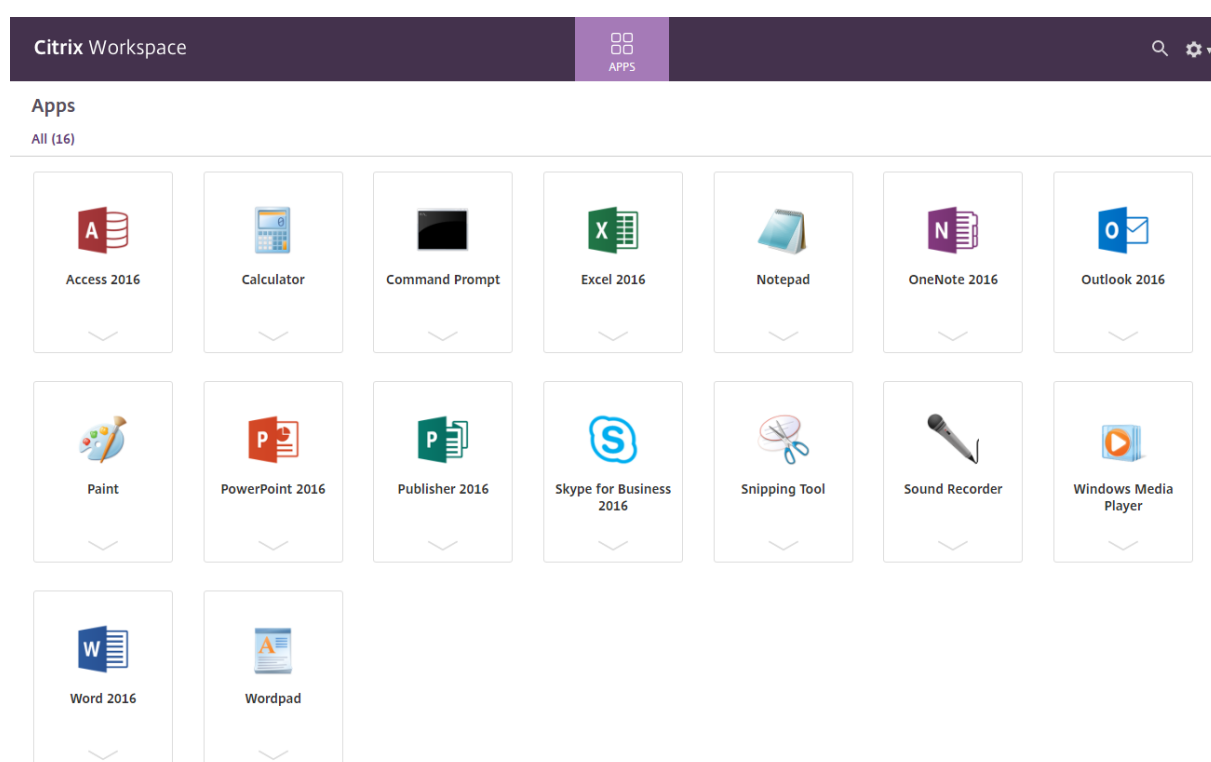 Citrix Workspace
APPS
Apps
All (16)
Access 2016
Calculator
Command Prompt
Excel 2016
Notepad
OneNote 2016
Outlook 2016
Paint
PowerPoint 2016
Publisher 2016
Skype for Business
2016
Snipping Tool
Sound Recorder
Windows Media
Player
Word 2016
Wordpad